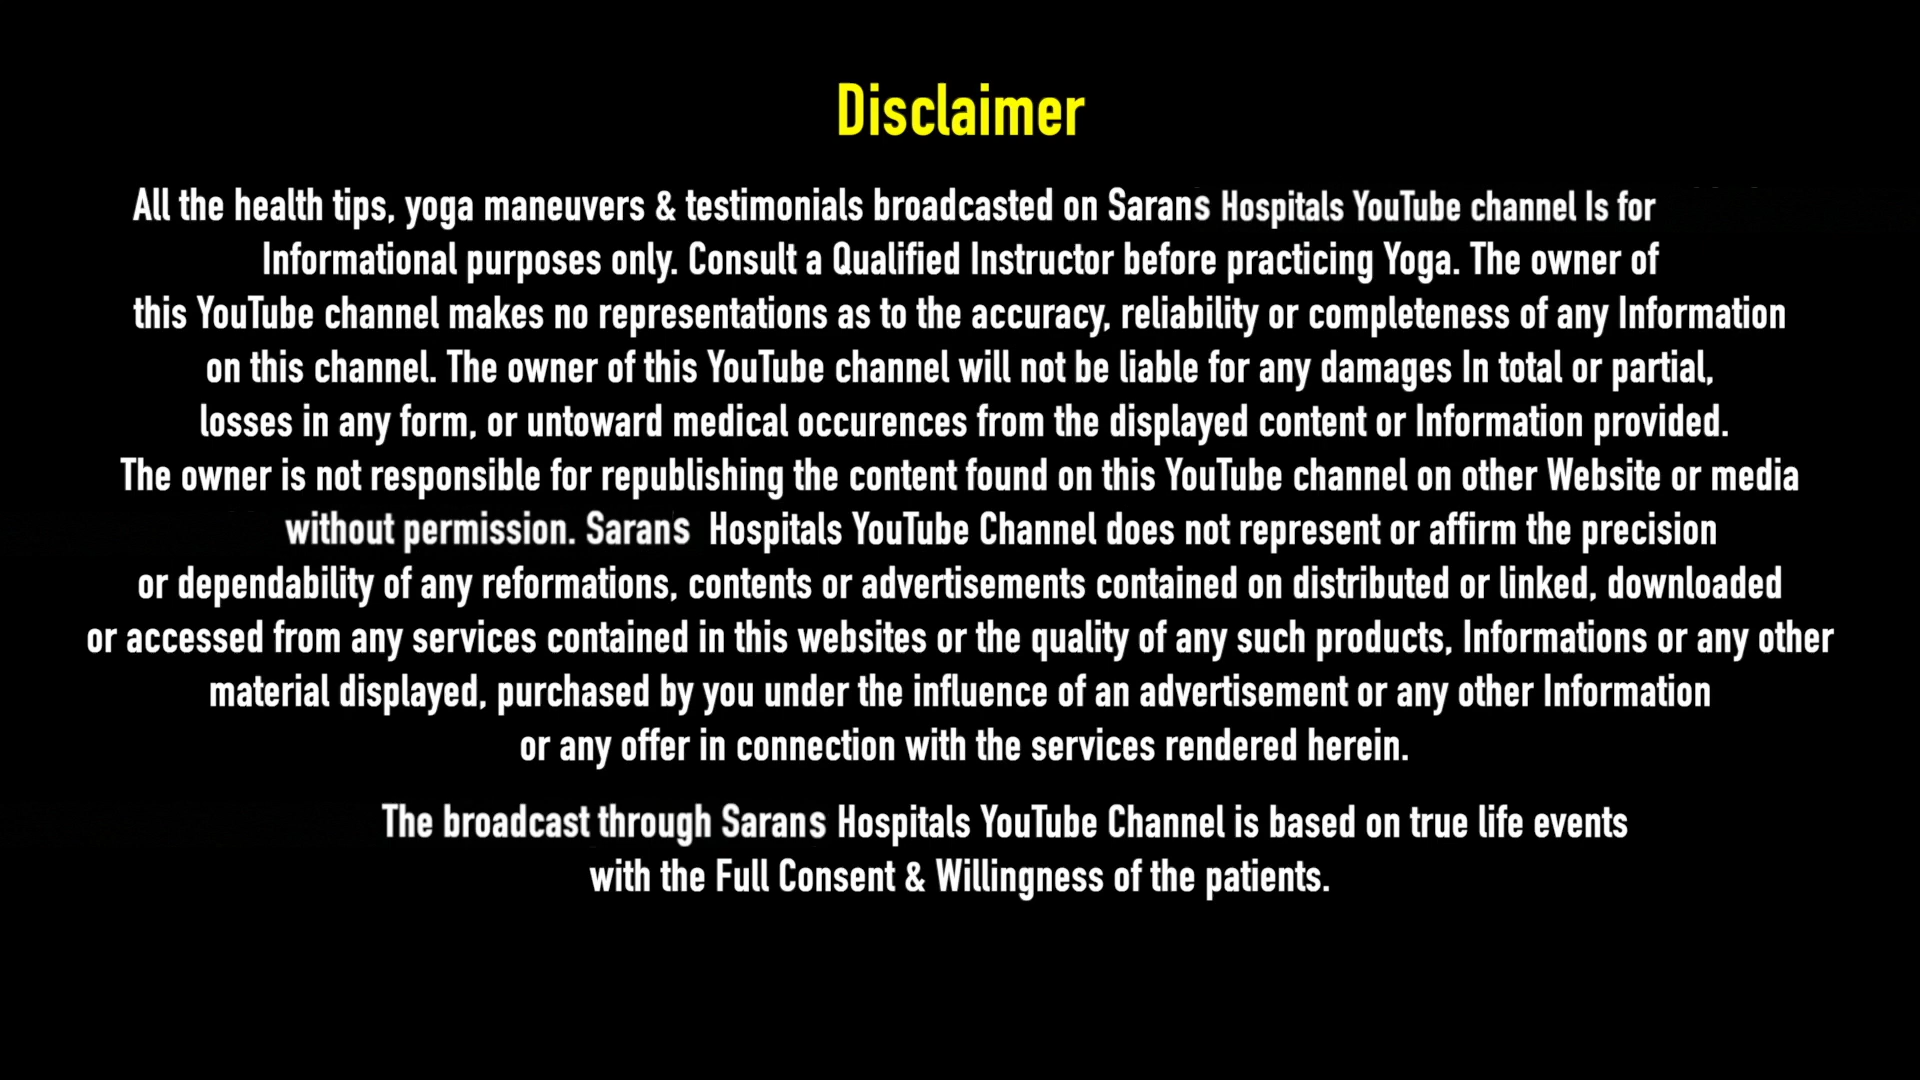 Disclaimer
All the health tips, yoga maneuvers & testimonials broadcasted on Sarans Hospitals YouTube channel Is for
Informational purposes only. Consult a Qualified Instructor before practicing Yoga. The owner of
this YouTube channel makes no representations as to the accuracy, reliability or completeness of any Information
on this channel. The owner of this YouTube channel will not be liable for any damages In total or partial,
losses in any form, or untoward medical occurences from the displayed content or Information provided.
The owner is not responsible for republishing the content found on this YouTube channel on other Website or media
without permission. Sarans Hospitals YouTube Channel does not represent or affirm the precision
or dependability of any reformations, contents or advertisements contained on distributed or linked, downloaded
or accessed from any services contained in this websites or the quality of any such products, Informations or any other
material displayed, purchased by you under the influence of an advertisement or any other Information
or any offer in connection with the services rendered herein.
The broadcast through Sarans Hospitals YouTube Channel is based on true life events
with the Full Consent & Willingness of the patients.